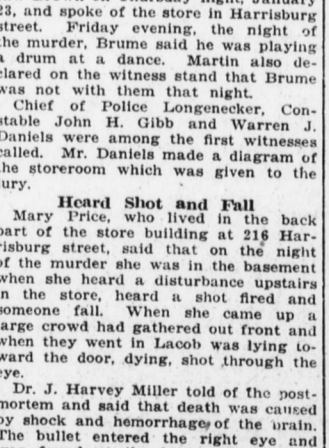 23, and spoke of the store in Harrisburg
street. Friday evening, the night of
the murder, Brume said he was playing
a drum at a dance. Martin also de-
clared on the witness stand that Brume
was not with them that night.
Chief of Police Longenecker, Con-
stable John H. Gibb and Warren J.
Daniels were among the first witnesses
called. Mr. Daniels made a diagram of
the storeroom which was given to the
jury.
Heard Shot and Fall
Mary Price, who lived in the back
part of the store building at 216 Har-
risburg street, said that on the night
of the murder she was in the basement
when she heard a disturbance upstairs
in the store, heard a shot fired and
someone fall. When she came up a
large crowd had gathered out front and
when they went in Lacob was lying to-
ward the door, dying, shot through the
eye.
Dr. J. Harvey Miller told of the post-
mortem and said that death was caused
by shock and hemorrhage of the brain.
The bullet entered the right eye and